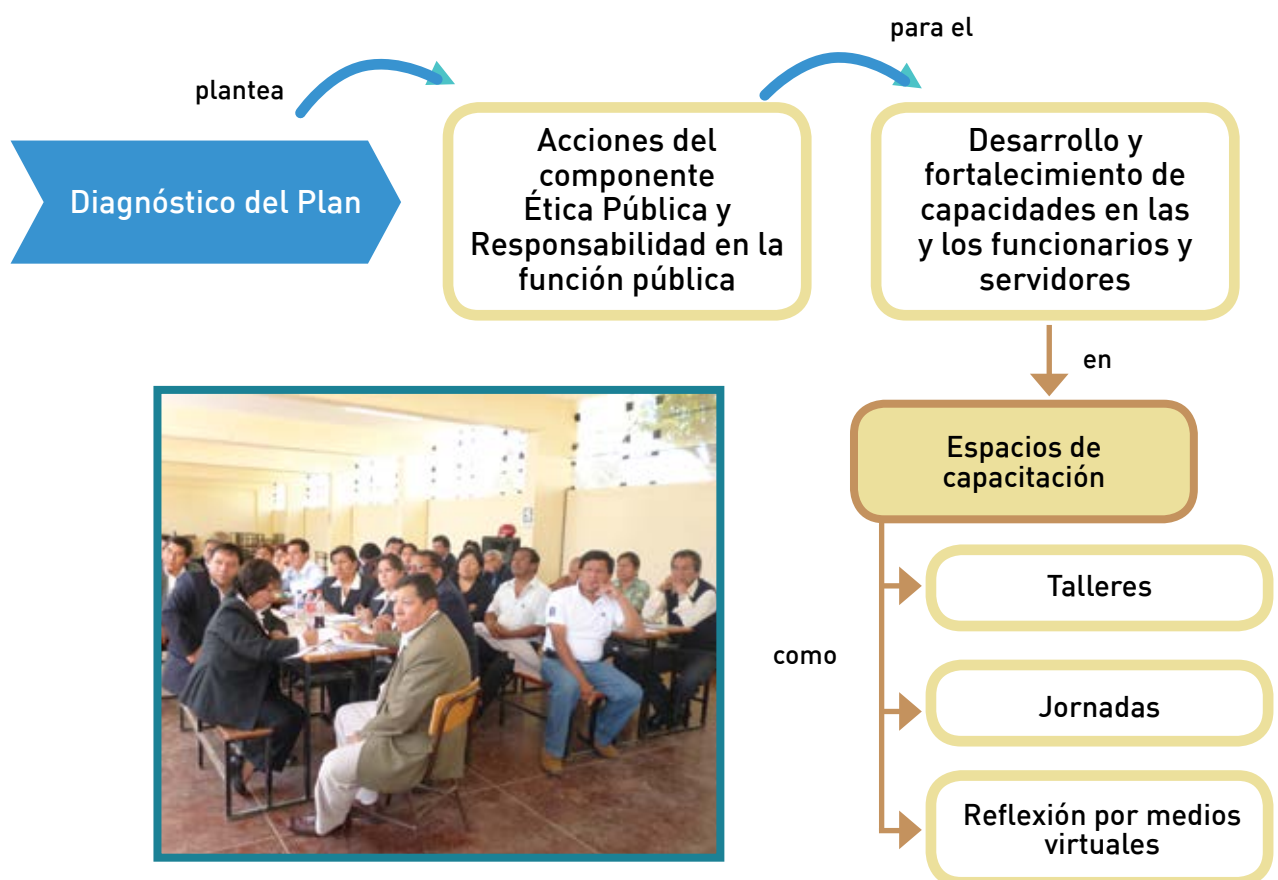 para el
plantea
Diagnóstico del Plan
Acciones del
componente
Ética Pública y
Responsabilidad en la
función pública
Desarrollo y
fortalecimiento de
capacidades en las
y los funcionarios y
servidores
en
Espacios de
capacitación
como
Talleres
Jornadas
Reflexión por medios
virtuales